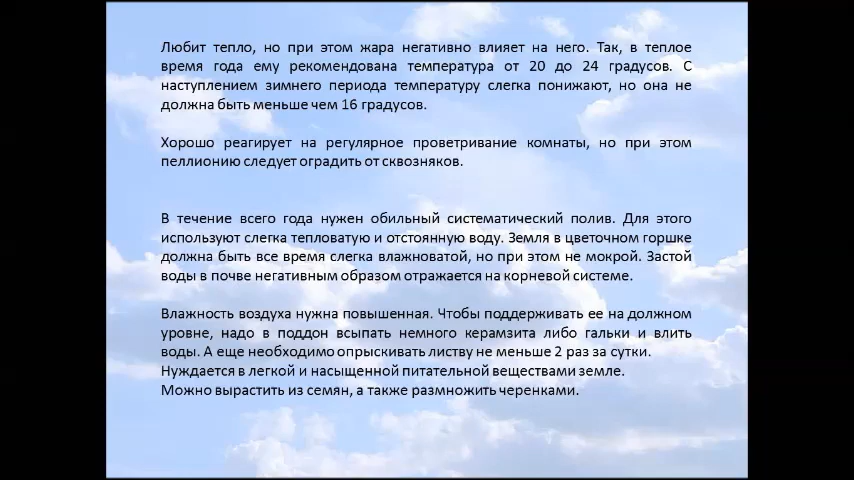 Любит тепло, но при этом жара негативно влияет на него. Так, в теплое
время года ему рекомендована температура от 20 до 24 градусов. С
наступлением зимнего периода температуру слегка понижают, но она не
должна быть меньше чем 16 градусов.
Хорошо реагирует на регулярное проветривание комнаты, но при этом
пеллионию следует оградить от сквозняков.
В течение всего года нужен обильный систематический полив. Для этого
используют слегка тепловатую и отстоянную воду. Земля в цветочном горшке
должна быть все время слегка влажноватой, но при этом не мокрой. Застой
воды в почве негативным образом отражается на корневой системе.
Влажность воздуха нужна повышенная. Чтобы поддерживать ее на должном
уровне, надо в поддон всыпать немного керамзита либо гальки и влить
воды. А еще необходимо опрыскивать листву не меньше 2 раз за сутки.
Нуждается в легкой и насыщенной питательной веществами земле.
Можно вырастить из семян, а также размножить черенками.